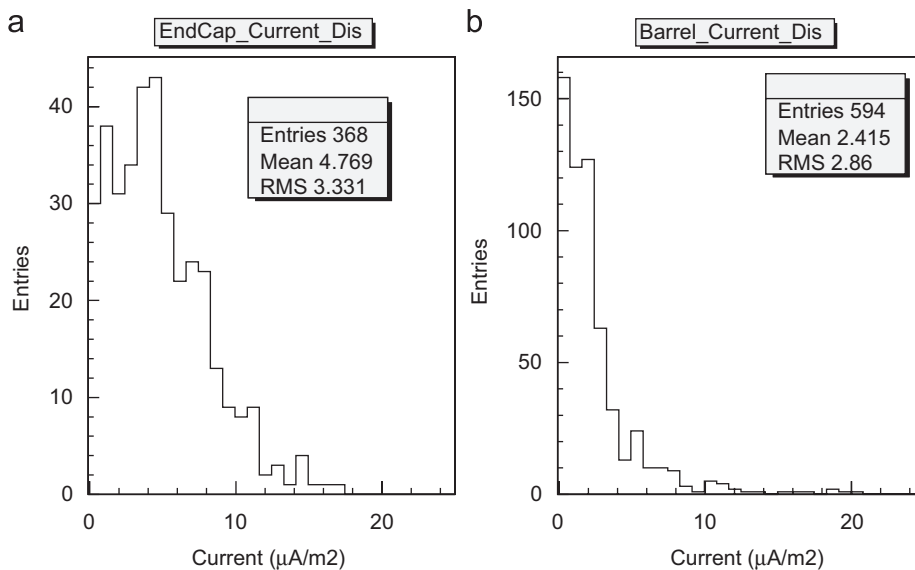 a
EndCap_Current_Dis
Entries 368
Mean 4.769
RMS 3.331
Entries
40
30
20
10
0
0 10 20
Current (μA/m2)
b
Barrel_Current_Dis
Entries 594
Mean 2.415
RMS 2.86
Entries
150
100
50
0
0 10 20
Current (μA/m2)